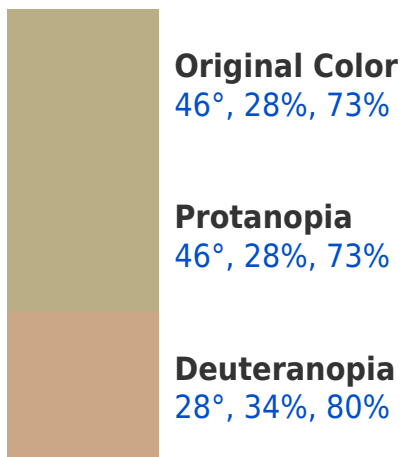 Original Color
46°, 28%, 73%
Protanopia
46°, 28%, 73%
Deuteranopia
28°, 34%, 80%